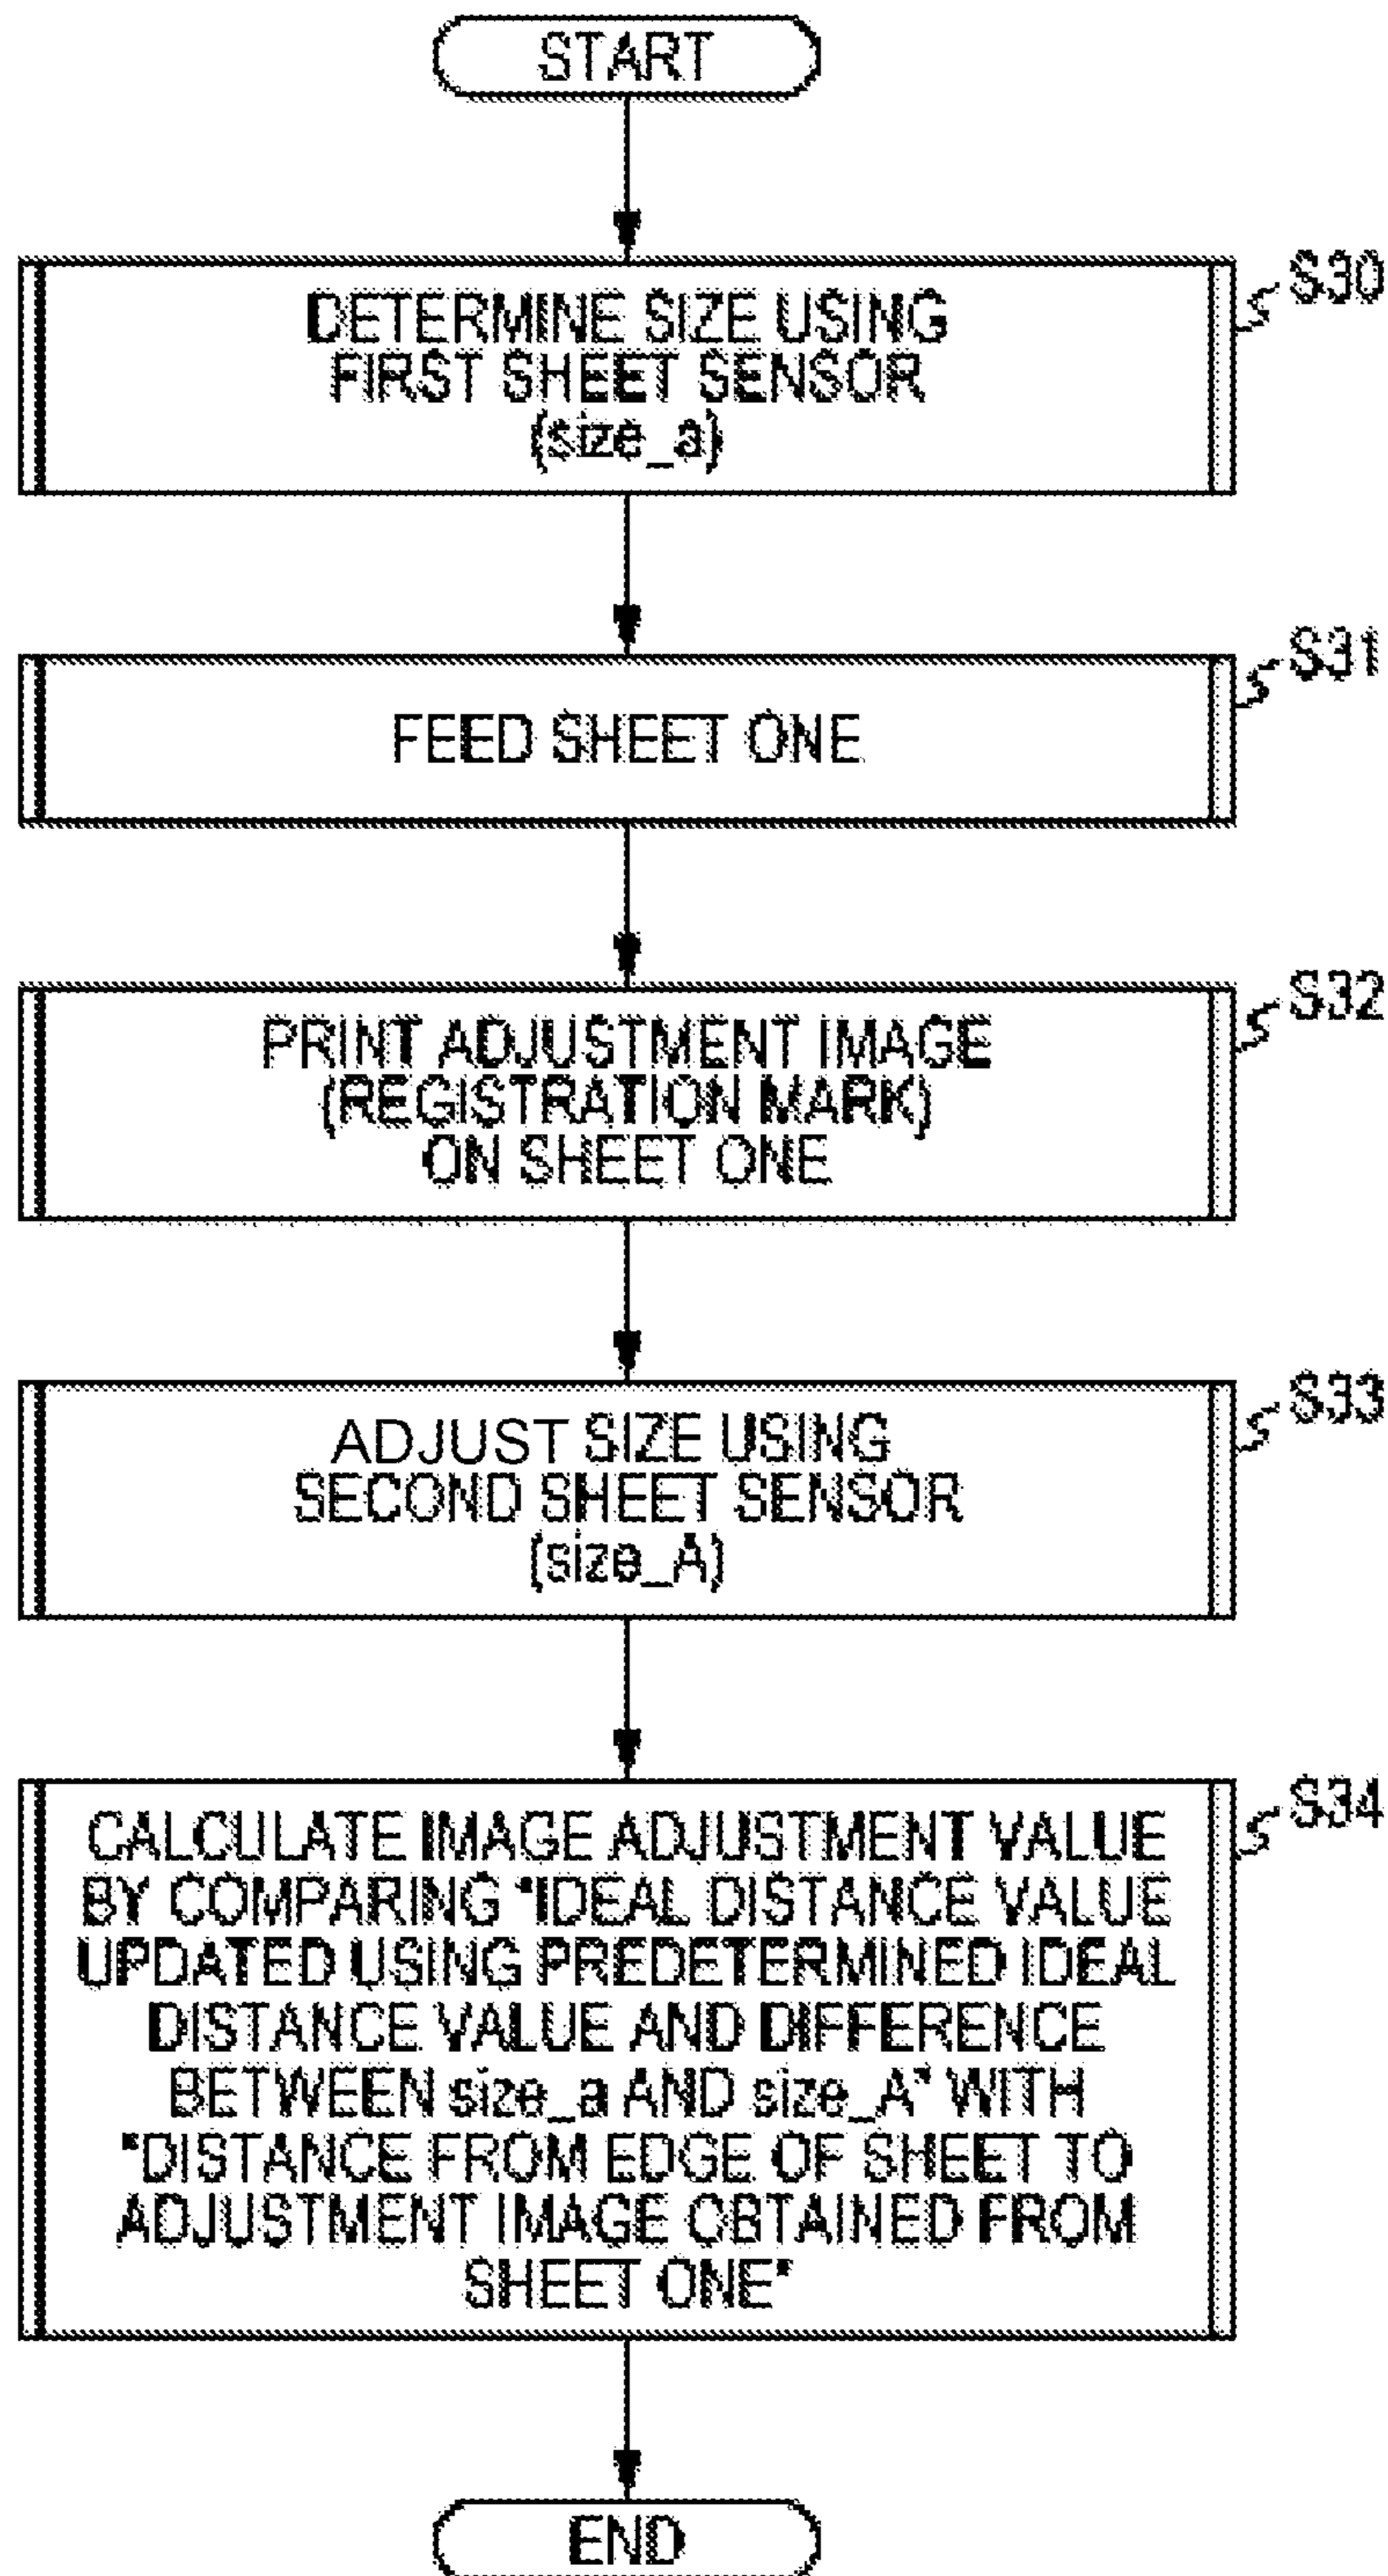 START
S30
DETERMINE SIZE USING
FIRST SHEET SENSOR
(size_a)
S31
FEED SHEET ONE
S32
PRINT ADJUSTMENT IMAGE
(REGISTRATION MARK)
ON SHEET ONE
S33
ADJUST SIZE USING
SECOND SHEET SENSOR
(size_A)
S34
CALCULATE IMAGE ADJUSTMENT VALUE
BY COMPARING "IDEAL DISTANCE VALUE
UPDATED USING PREDETERMINED IDEAL
DISTANCE VALUE AND DIFFERENCE
BETWEEN size_a AND size_A" WITH
"DISTANCE FROM EDGE OF SHEET TO
ADJUSTMENT IMAGE OBTAINED FROM
SHEET ONE"
END